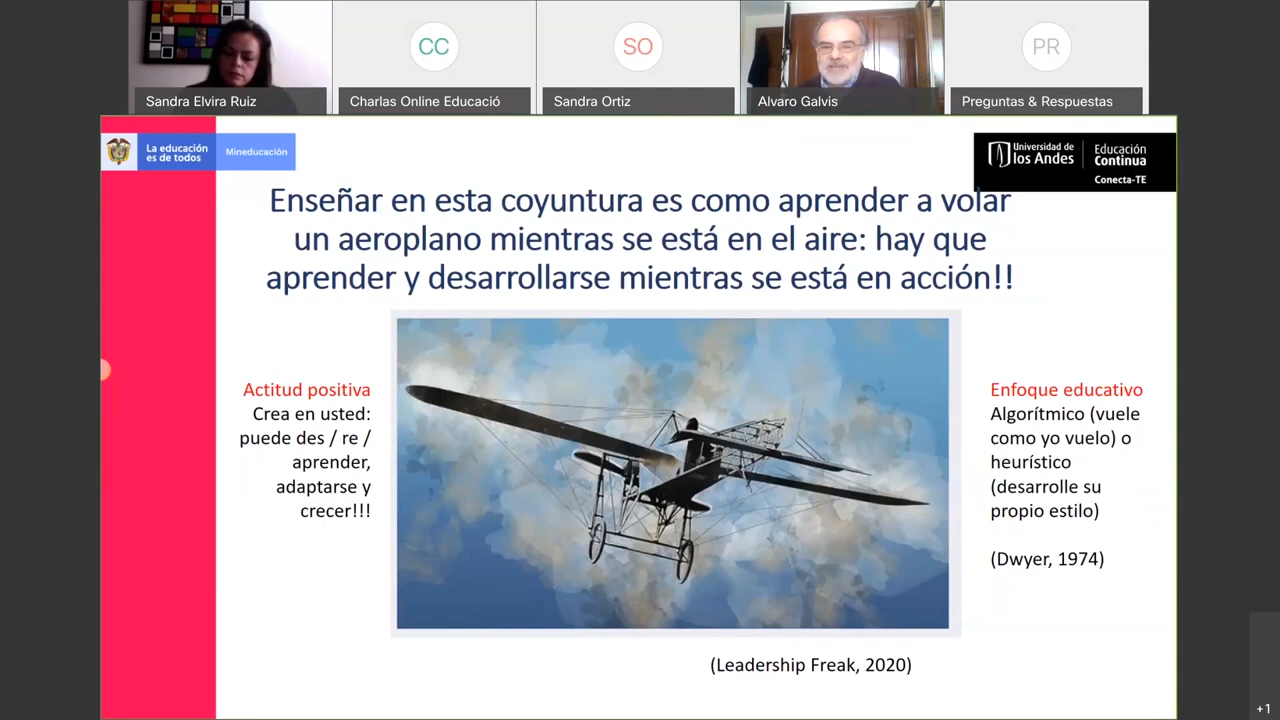 Sandra Elvira Ruiz
Charlas Online Educació
Sandra Ortiz
Alvaro Galvis
Preguntas & Respuestas
CC
SO
PR
La educación
es de todos
Mineducación
Universidad de
los Andes
Educación
Continua
Conecta-TE
Enseñar en esta coyuntura es como aprender a volar
un aeroplano mientras se está en el aire: hay que
aprender y desarrollarse mientras se está en acción!!
Actitud positiva
Crea en usted:
puede des / re /
aprender,
adaptarse y
crecer!!!
Enfoque educativo
Algorítmico (vuele
como yo vuelo) o
heurístico
(desarrolle su
propio estilo)
(Dwyer, 1974)
(Leadership Freak, 2020)
+1